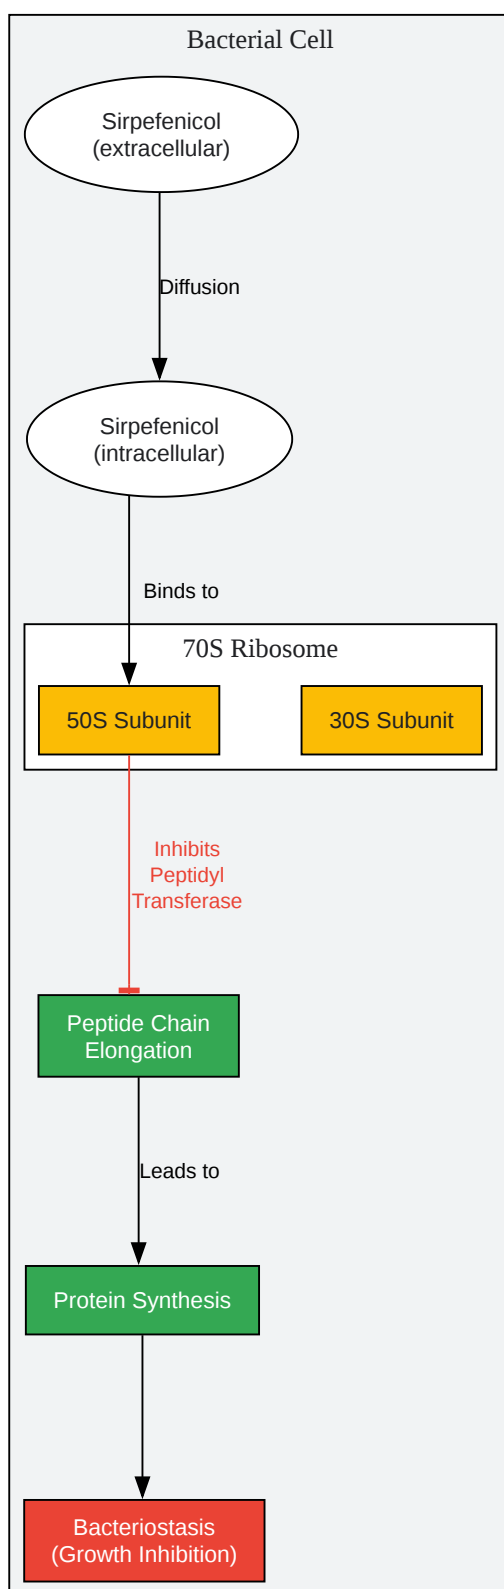 Bacterial Cell
Sirpefenicol
(extracellular)
Diffusion
Sirpefenicol
(intracellular)
Binds to
70S Ribosome
50S Subunit
30S Subunit
Inhibits
Peptidyl
Transferase
Peptide Chain
Elongation
Leads to
Protein Synthesis
Bacteriostasis
(Growth Inhibition)